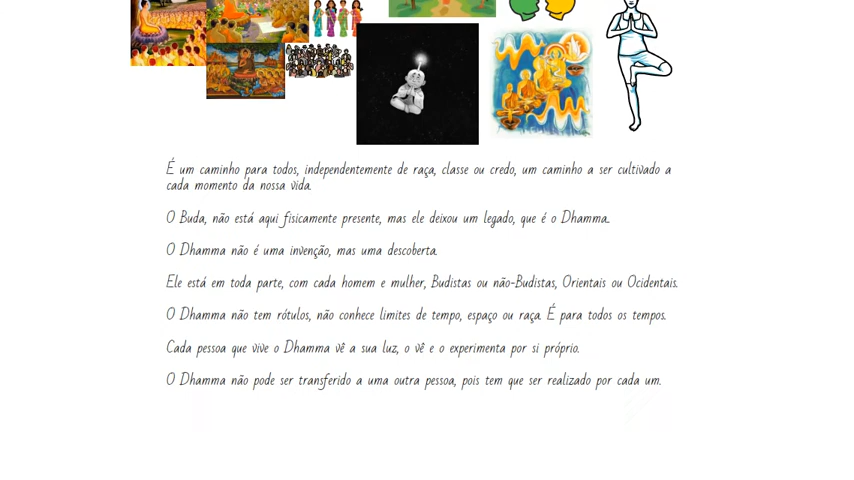 É um caminho para todos, independentemente de raça, classe ou credo, um caminho a ser cultivado a
cada momento da nossa vida.
O Buda, não está aqui fisicamente presente, mas ele deixou um legado, que é o Dhamma..
O Dhamma não é uma invenção, mas uma descoberta.
Ele está em toda parte, com cada homem e mulher, Budistas ou não-Budistas, Orientais ou Ocidentais.
O Dhamma não tem rótulos, não conhece limites de tempo, espaço ou raça. É para todos os tempos.
Cada pessoa que vive o Dhamma vê a sua luz, o vê e o experimenta por si próprio.
O Dhamma não pode ser transferido a uma outra pessoa, pois tem que ser realizado por cada um.